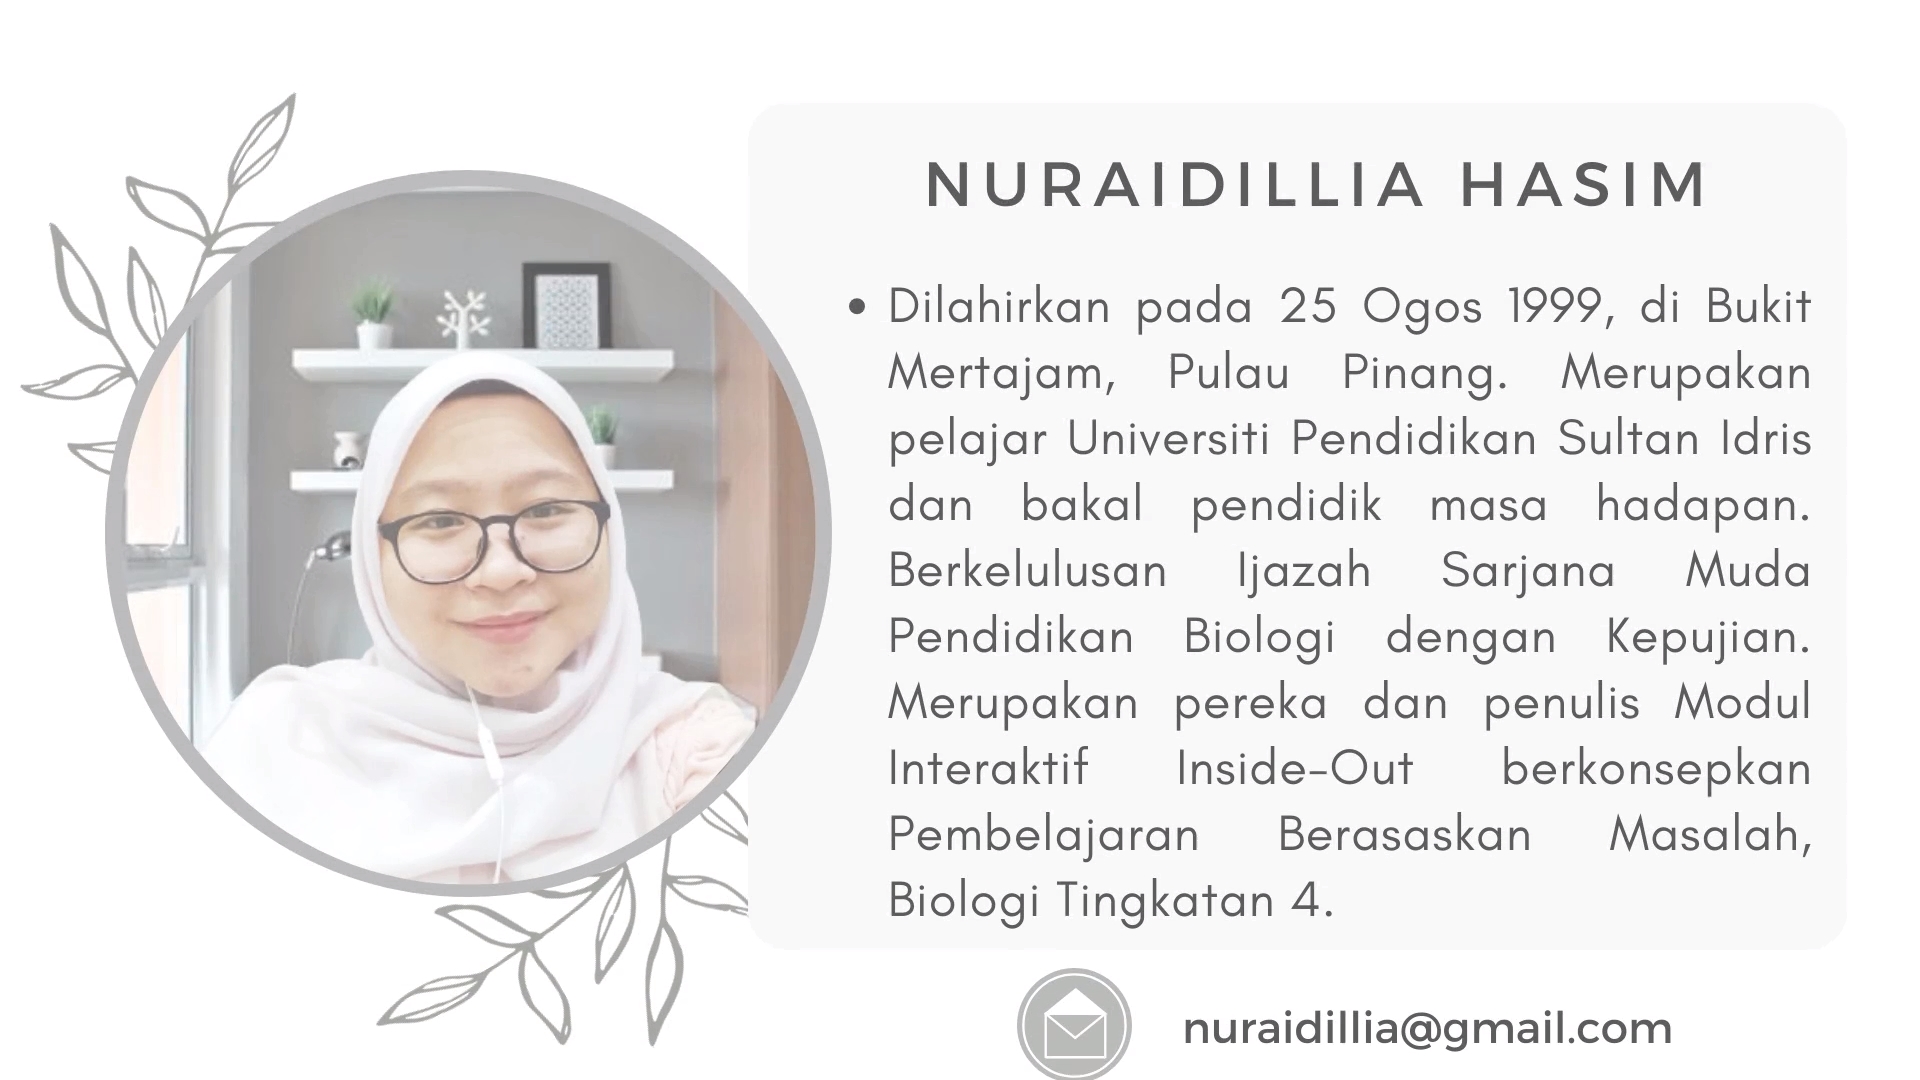 NURAIDILLIA HASIM
• Dilahirkan pada 25 Ogos 1999, di Bukit
Mertajam, Pulau Pinang. Merupakan
pelajar Universiti Pendidikan Sultan Idris
dan bakal pendidik masa hadapan.
Berkelulusan Ijazah Sarjana Muda
Pendidikan Biologi dengan Kepujian.
Merupakan pereka dan penulis Modul
Interaktif Inside-Out berkonsepkan
Pembelajaran Berasaskan Masalah,
Biologi Tingkatan 4.
nuraidillia@gmail.com